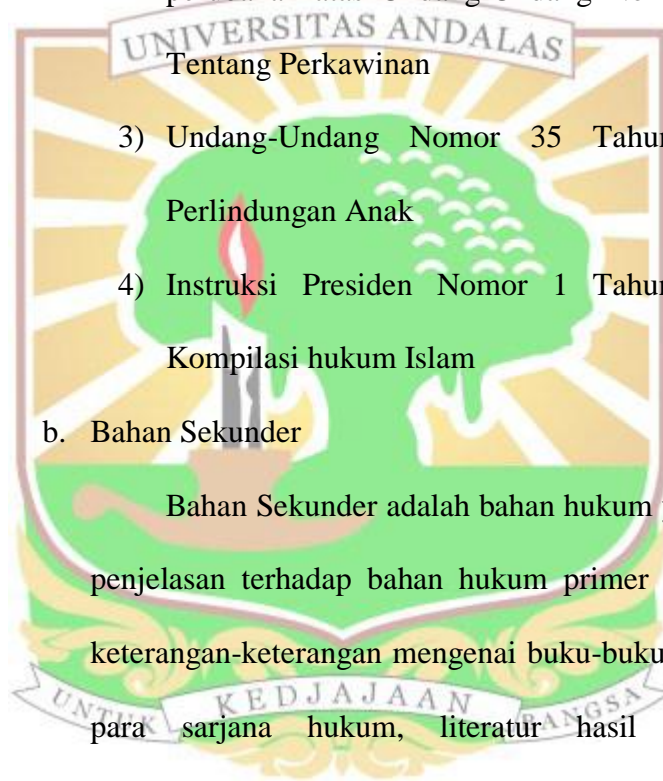 UNIVERSITAS ANDALAS
Tentang Perkawinan
3) Undang-Undang Nomor 35 Tahun
Perlindungan Anak
4) Instruksi Presiden Nomor 1 Tahun
Kompilasi hukum Islam
b. Bahan Sekunder
Bahan Sekunder adalah bahan hukum
penjelasan terhadap bahan hukum primer
keterangan-keterangan mengenai buku-buku
para sarjana hukum, literatur hasil
UNTUK KEDJAJAAN BANGSA